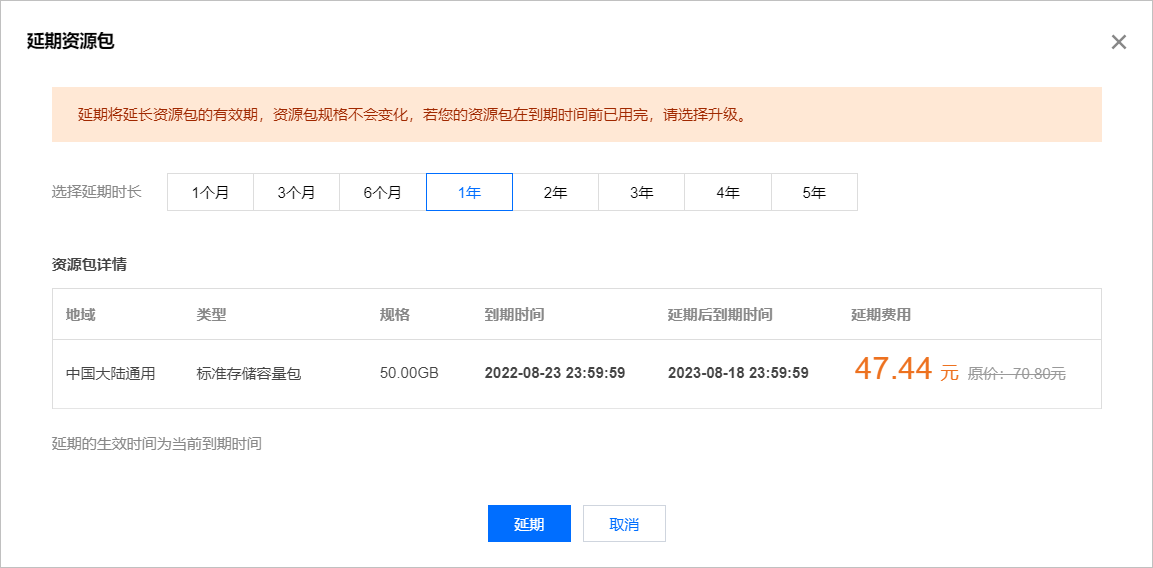 延期资源包
延期将延长资源包的有效期，资源包规格不会变化，若您的资源包在到期时间前已用完，请选择升级。
选择延期时长 1个月 3个月 6个月 1年 2年 3年 4年 5年
资源包详情
地域 类型 规格 到期时间 延期后到期时间 延期费用
中国大陆通用 标准存储容量包 50.00GB 2022-08-23 23:59:59 2023-08-18 23:59:59 47.44 元 原价：70.80元
延期的生效时间为当前到期时间
延期 取消